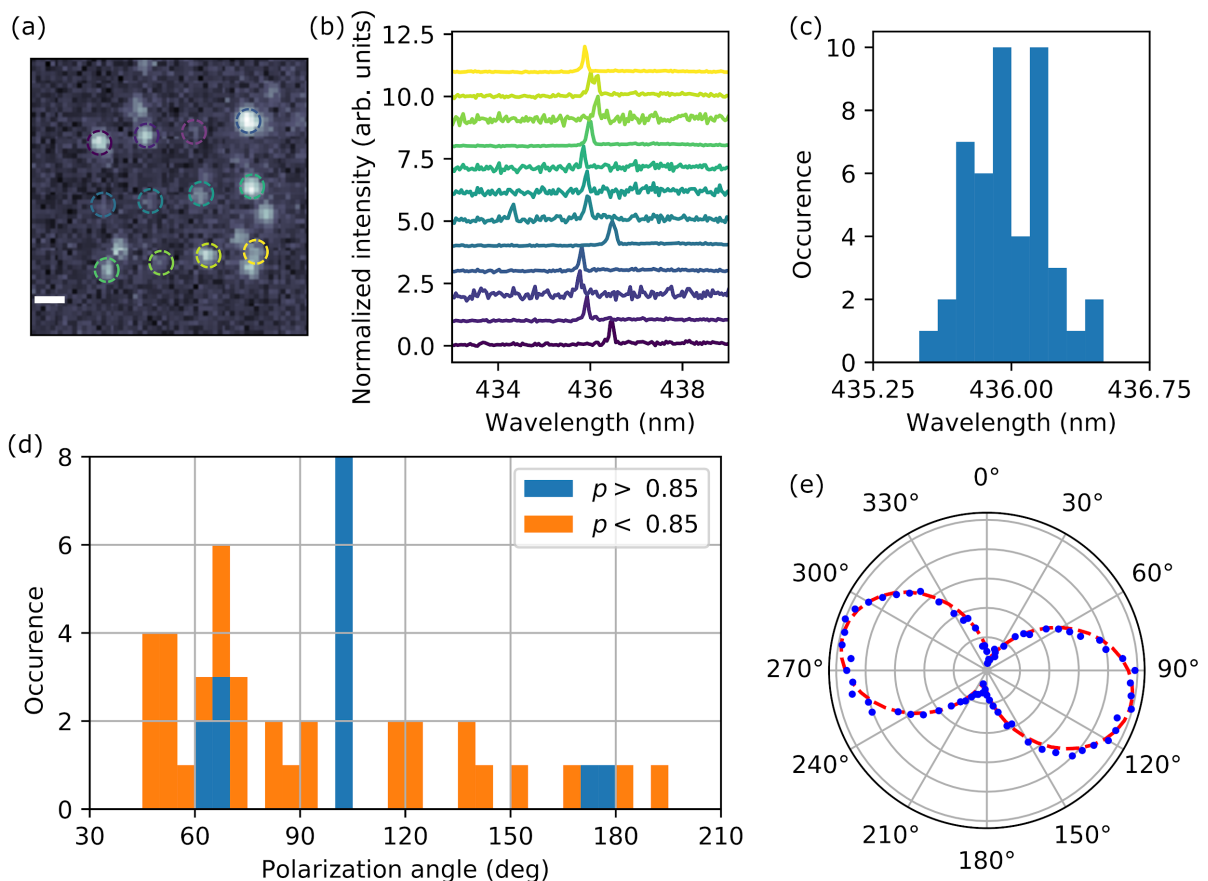 (a)
(b)
Normalized intensity (arb. units)
12.5
10.0
7.5
5.0
2.5
0.0
434 436 438
Wavelength (nm)
(c)
Occurence
10
8
6
4
2
0
435.25 436.00 436.75
Wavelength (nm)
(d)
Occurence
8
6
4
2
0
30 60 90 120 150 180 210
Polarization angle (deg)
p > 0.85
p < 0.85
(e)
0°
30°
60°
90°
120°
150°
180°
210°
240°
270°
300°
330°